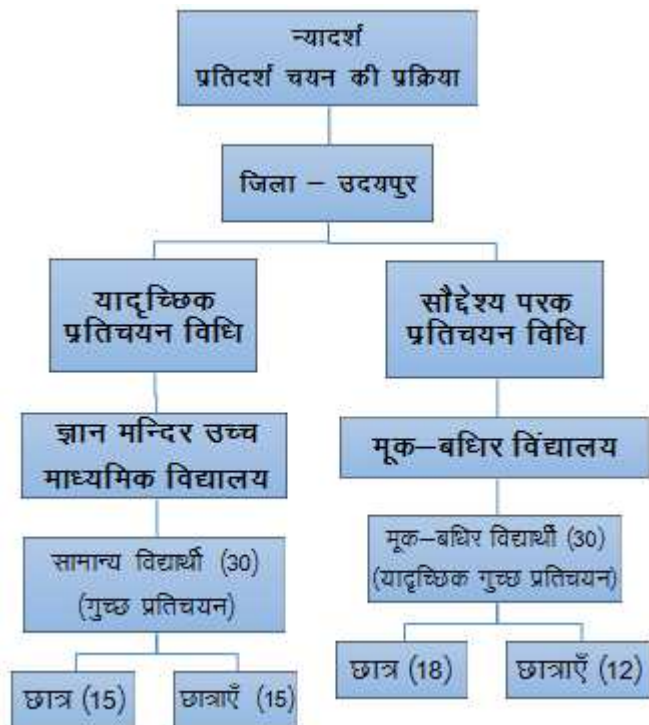 न्यादर्श
प्रतिदर्श चयन की प्रक्रिया
जिला – उदयपुर
यादृच्छिक
प्रतिचयन विधि
सौद्देश्य परक
प्रतिचयन विधि
ज्ञान मन्दिर उच्च
माध्यमिक विद्यालय
मूक–बधिर विंद्यालय
सामान्य विद्यार्थी (30)
(गुच्छ प्रतिचयन)
मूक–बधिर विद्यार्थी (30)
(यादृच्छिक गुच्छ प्रतिचयन)
छात्र (15)
छात्राएँ (15)
छात्र (18)
छात्राएँ (12)